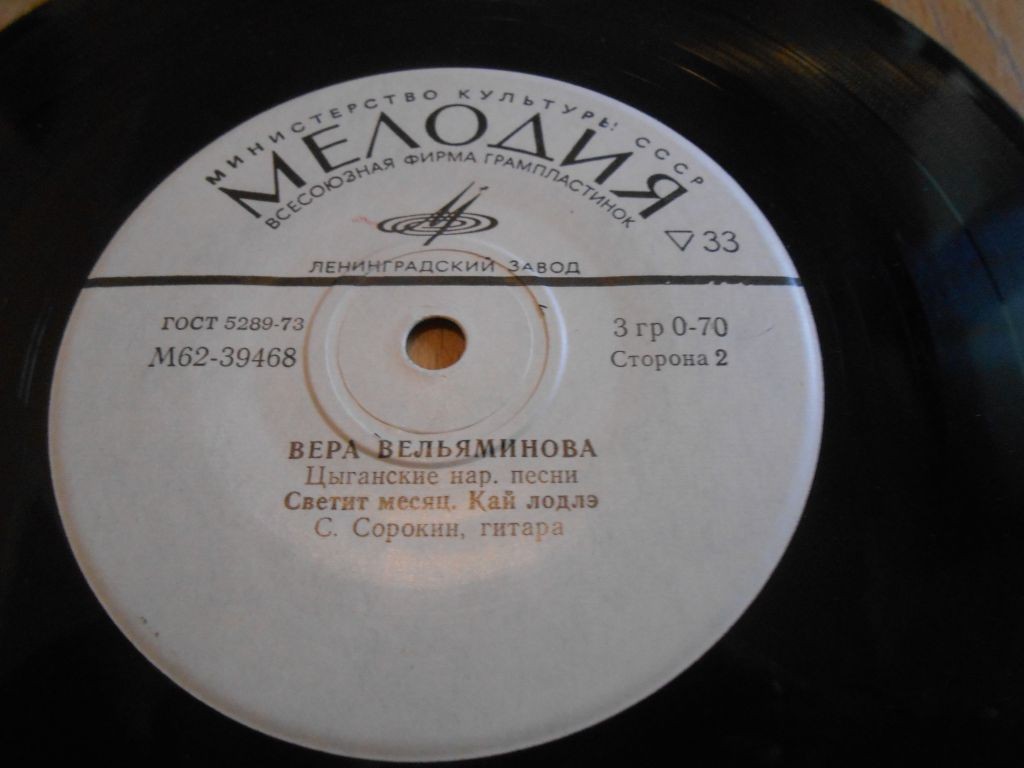 МИНИСТЕРСТВО КУЛЬТУРЫ СССР
МЕЛОДИЯ
ВСЕСОЮЗНАЯ ФИРМА ГРАМПЛАСТИНОК
▽ 33
ЛЕНИНГРАДСКИЙ ЗАВОД
ГОСТ 5289-73
М62-39468
3 гр 0-70
Сторона 2
ВЕРА ВЕЛЬЯМИНОВА
Цыганские нар. песни
Светит месяц. Кай лодлэ
С. Сорокин, гитара